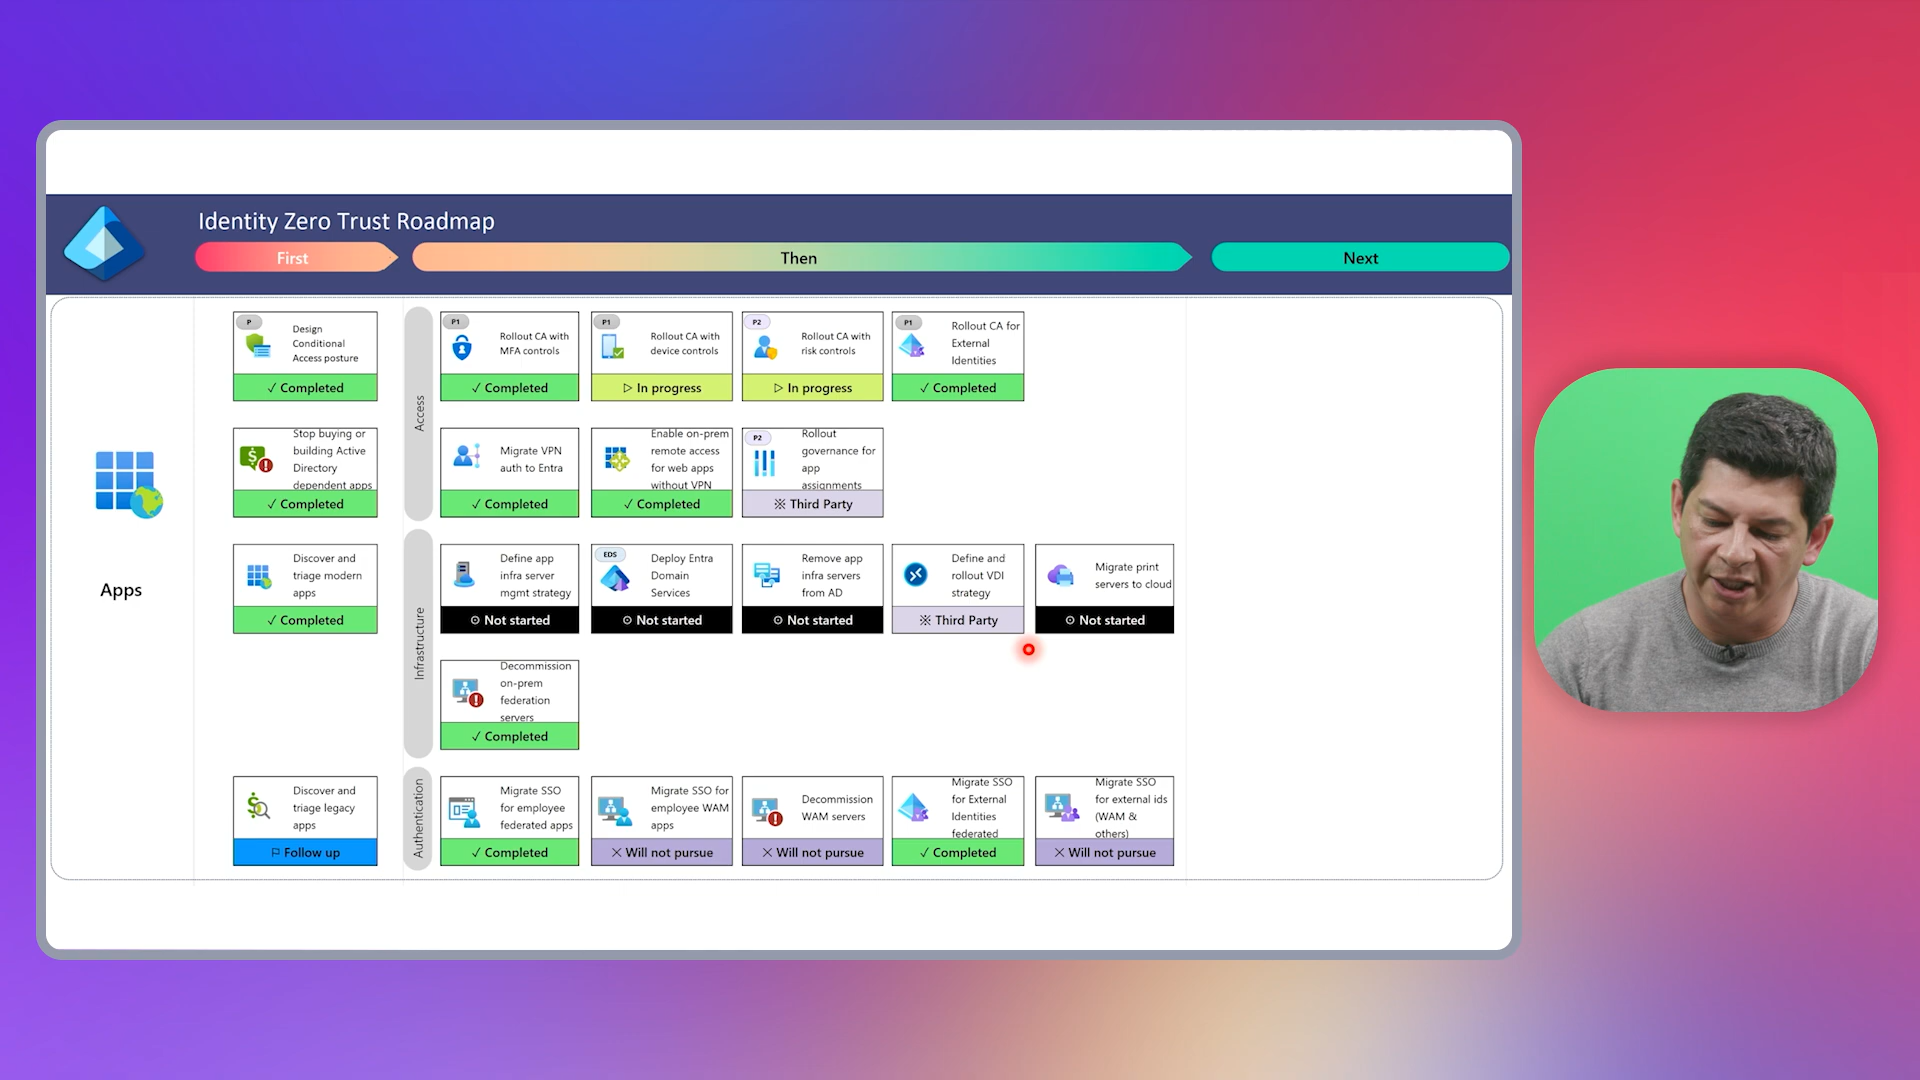 Identity Zero Trust Roadmap
First
Then
Next
Apps
P
Design
Conditional
Access posture
✓ Completed
Stop buying or
building Active
Directory
dependent apps
✓ Completed
Discover and
triage modern
apps
✓ Completed
Discover and
triage legacy
apps
Follow up
Access
P1
Rollout CA with
MFA controls
✓ Completed
P1
Rollout CA with
device controls
▷ In progress
P2
Rollout CA with
risk controls
▷ In progress
P1
Rollout CA for
External
Identities
✓ Completed
Migrate VPN
auth to Entra
✓ Completed
Enable on-prem
remote access
for web apps
without VPN
✓ Completed
P2
Rollout
governance for
app
assignments
※ Third Party
Infrastructure
Define app
infra server
mgmt strategy
⊙ Not started
EDS
Deploy Entra
Domain
Services
⊙ Not started
Remove app
infra servers
from AD
⊙ Not started
Define and
rollout VDI
strategy
※ Third Party
Migrate print
servers to cloud
⊙ Not started
Decommission
on-prem
federation
servers
✓ Completed
Authentication
Migrate SSO
for employee
federated apps
✓ Completed
Migrate SSO for
employee WAM
apps
✕ Will not pursue
Decommission
WAM servers
✕ Will not pursue
Migrate SSO
for External
Identities
federated
✓ Completed
Migrate SSO
for external ids
(WAM &
others)
✕ Will not pursue